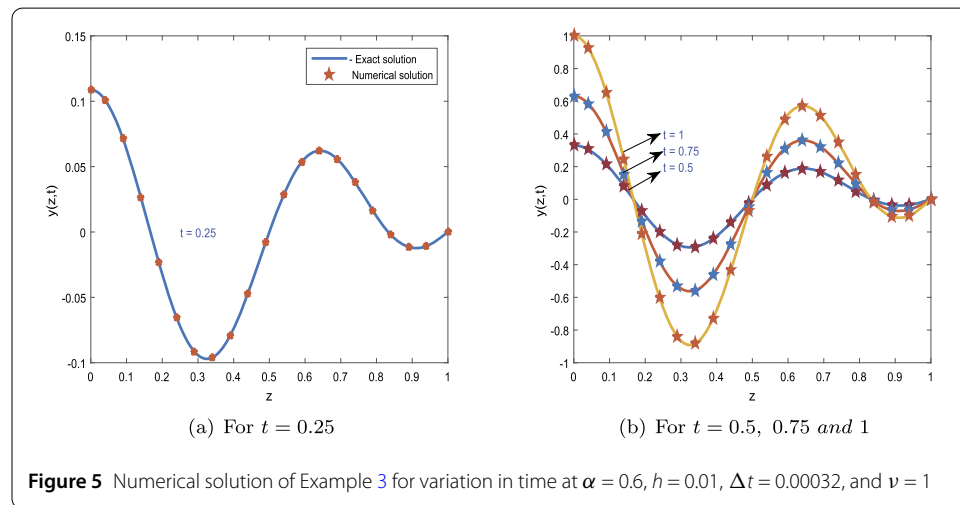 0.15
0.1
0.05
0
-0.05
-0.1
y(z,t)
- Exact solution
Numerical solution
t = 0.25
0 0.1 0.2 0.3 0.4 0.5 0.6 0.7 0.8 0.9 1
z
(a) For t = 0.25
1
0.8
0.6
0.4
0.2
0
-0.2
-0.4
-0.6
-0.8
-1
y(z,t)
t = 1
t = 0.75
t = 0.5
0 0.1 0.2 0.3 0.4 0.5 0.6 0.7 0.8 0.9 1
z
(b) For t = 0.5, 0.75 and 1
Figure 5 Numerical solution of Example 3 for variation in time at α = 0.6, h = 0.01, Δt = 0.00032, and ν = 1